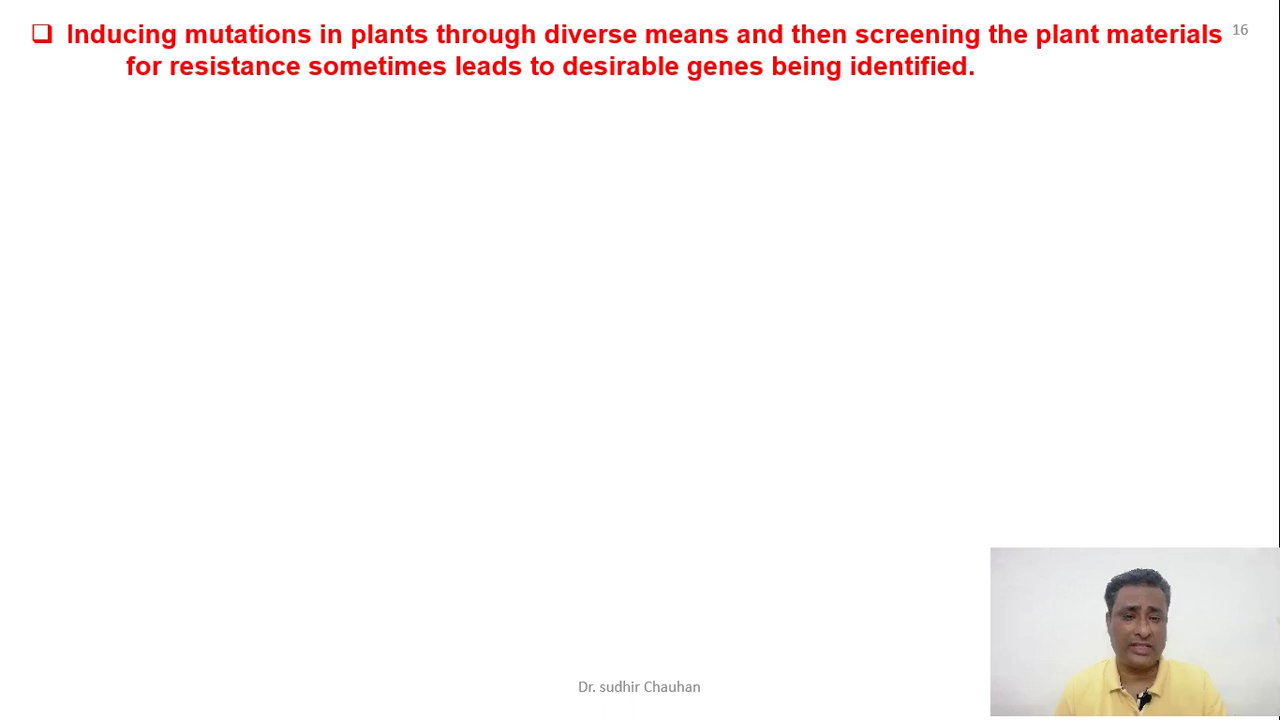 ❑ Inducing mutations in plants through diverse means and then screening the plant materials
for resistance sometimes leads to desirable genes being identified.
16
Dr. sudhir Chauhan